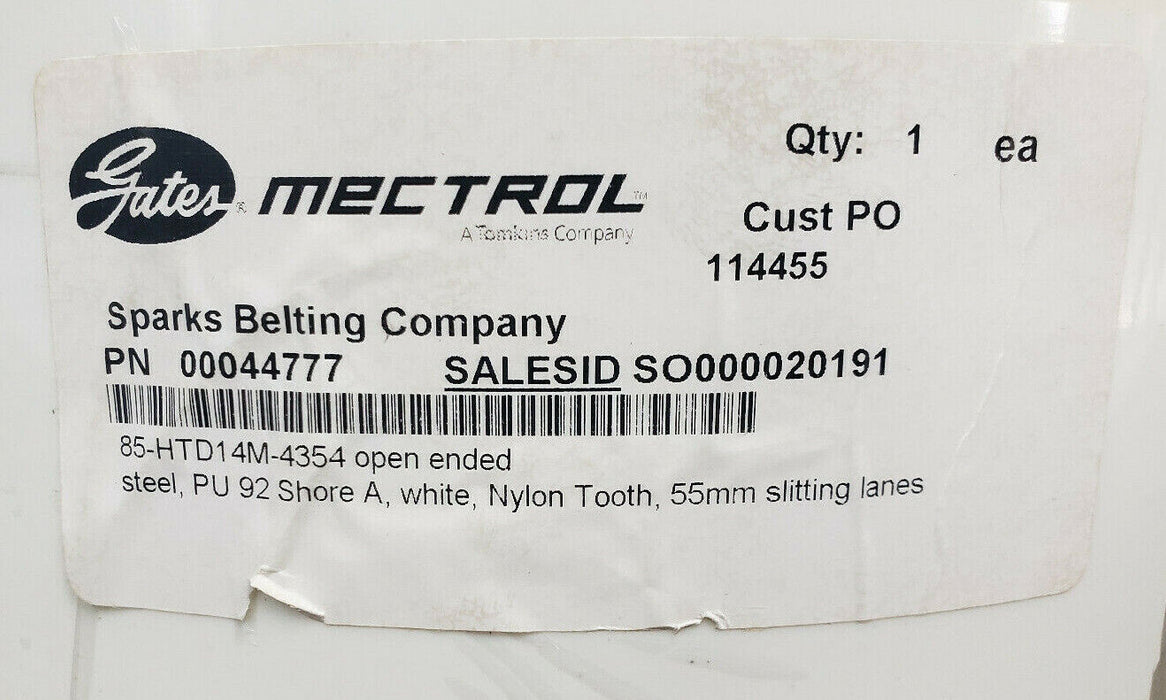 Gates® MECTROL™
A Tomkins Company
Qty: 1 ea
Cust PO
114455
Sparks Belting Company
PN 00044777 SALESID SO000020191
85-HTD14M-4354 open ended
steel, PU 92 Shore A, white, Nylon Tooth, 55mm slitting lanes